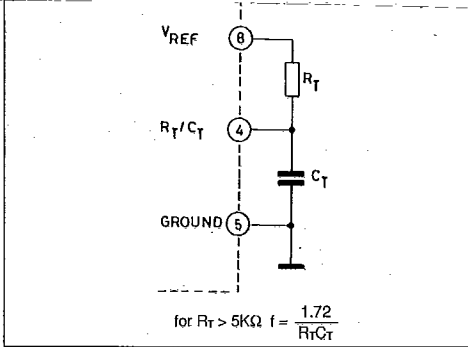 VREF 8
RT
RT/CT 4
CT
GROUND 5
for RT > 5KΩ f = 1.72
RTCT